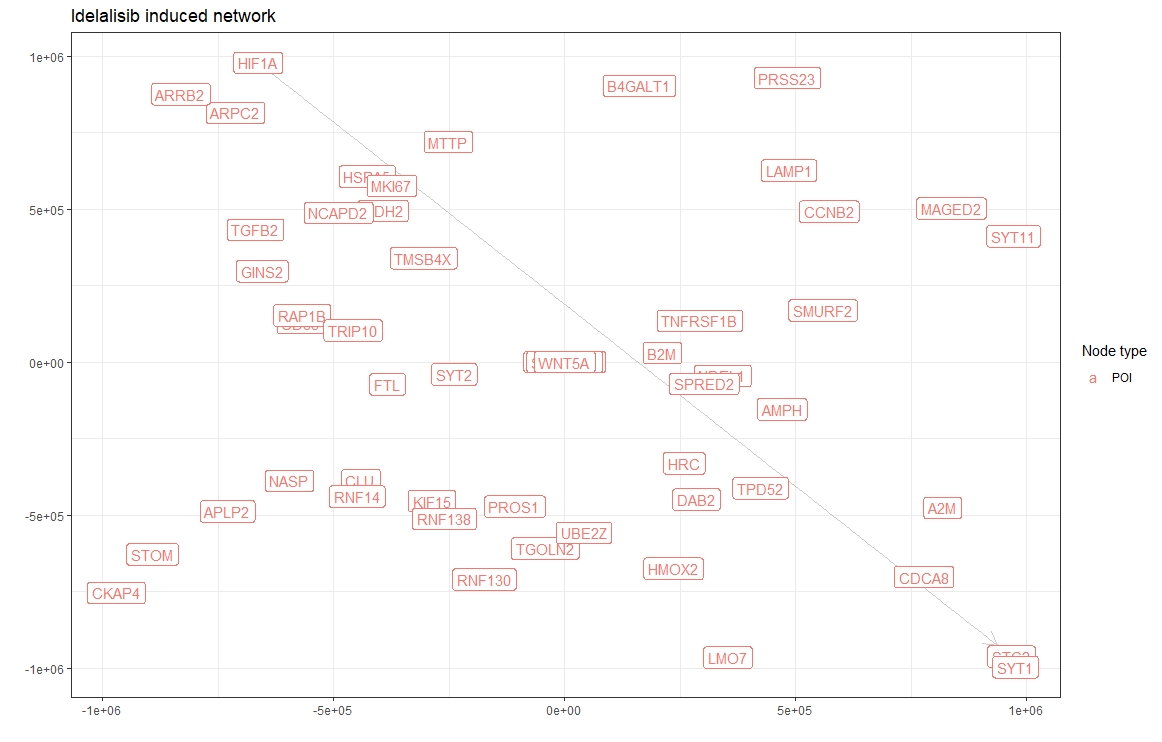 Idelalisib induced network
1e+06
HIF1A
PRSS23
B4GALT1
ARRB2
ARPC2
MTTP
LAMP1
MKI67
5e+05
NCAPD2
DH2
CCNB2
MAGED2
TGFB2
SYT11
TMSB4X
GINS2
RAP1B
TRIP10
TNFRSF1B
SMURF2
Node type
a POI
0e+00
WNT5A
B2M
SYT2
FTL
SPRED2
AMPH
HRC
NASP
CLU
RNF14
TPD52
DAB2
KIF15
PROS1
A2M
APLP2
RNF138
-5e+05
UBE2Z
TGOLN2
STOM
HMOX2
RNF130
CDCA8
CKAP4
LMO7
SYT1
-1e+06
-1e+06
-5e+05
0e+00
5e+05
1e+06